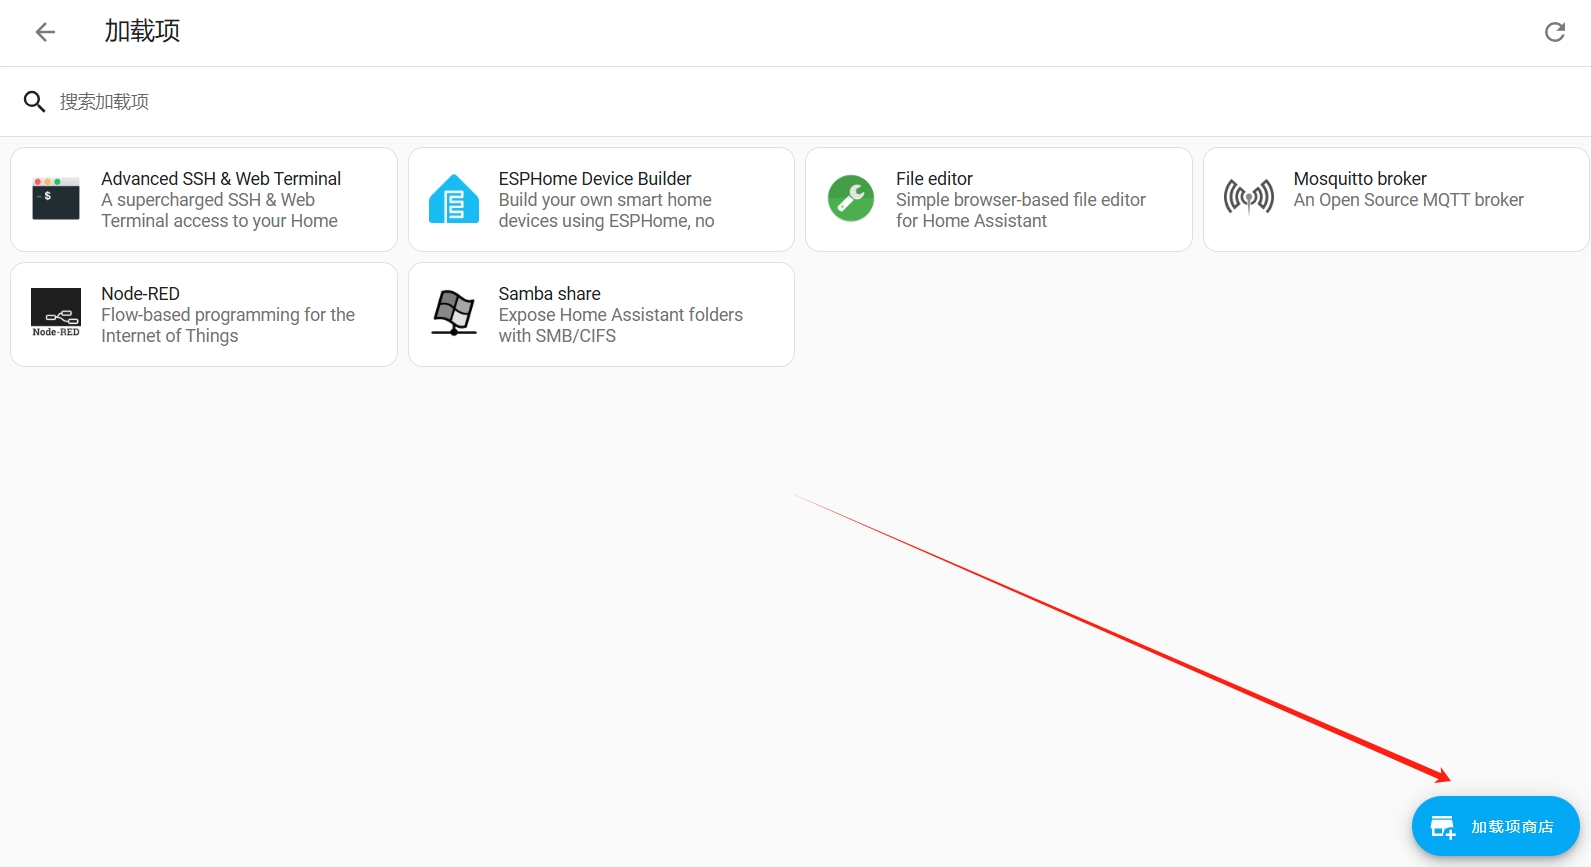 加载项
搜索加载项
Advanced SSH & Web Terminal
A supercharged SSH & Web
Terminal access to your Home
ESPHome Device Builder
Build your own smart home
devices using ESPHome, no
File editor
Simple browser-based file editor
for Home Assistant
Mosquitto broker
An Open Source MQTT broker
Node-RED
Node-RED
Flow-based programming for the
Internet of Things
Samba share
Expose Home Assistant folders
with SMB/CIFS
加载项商店